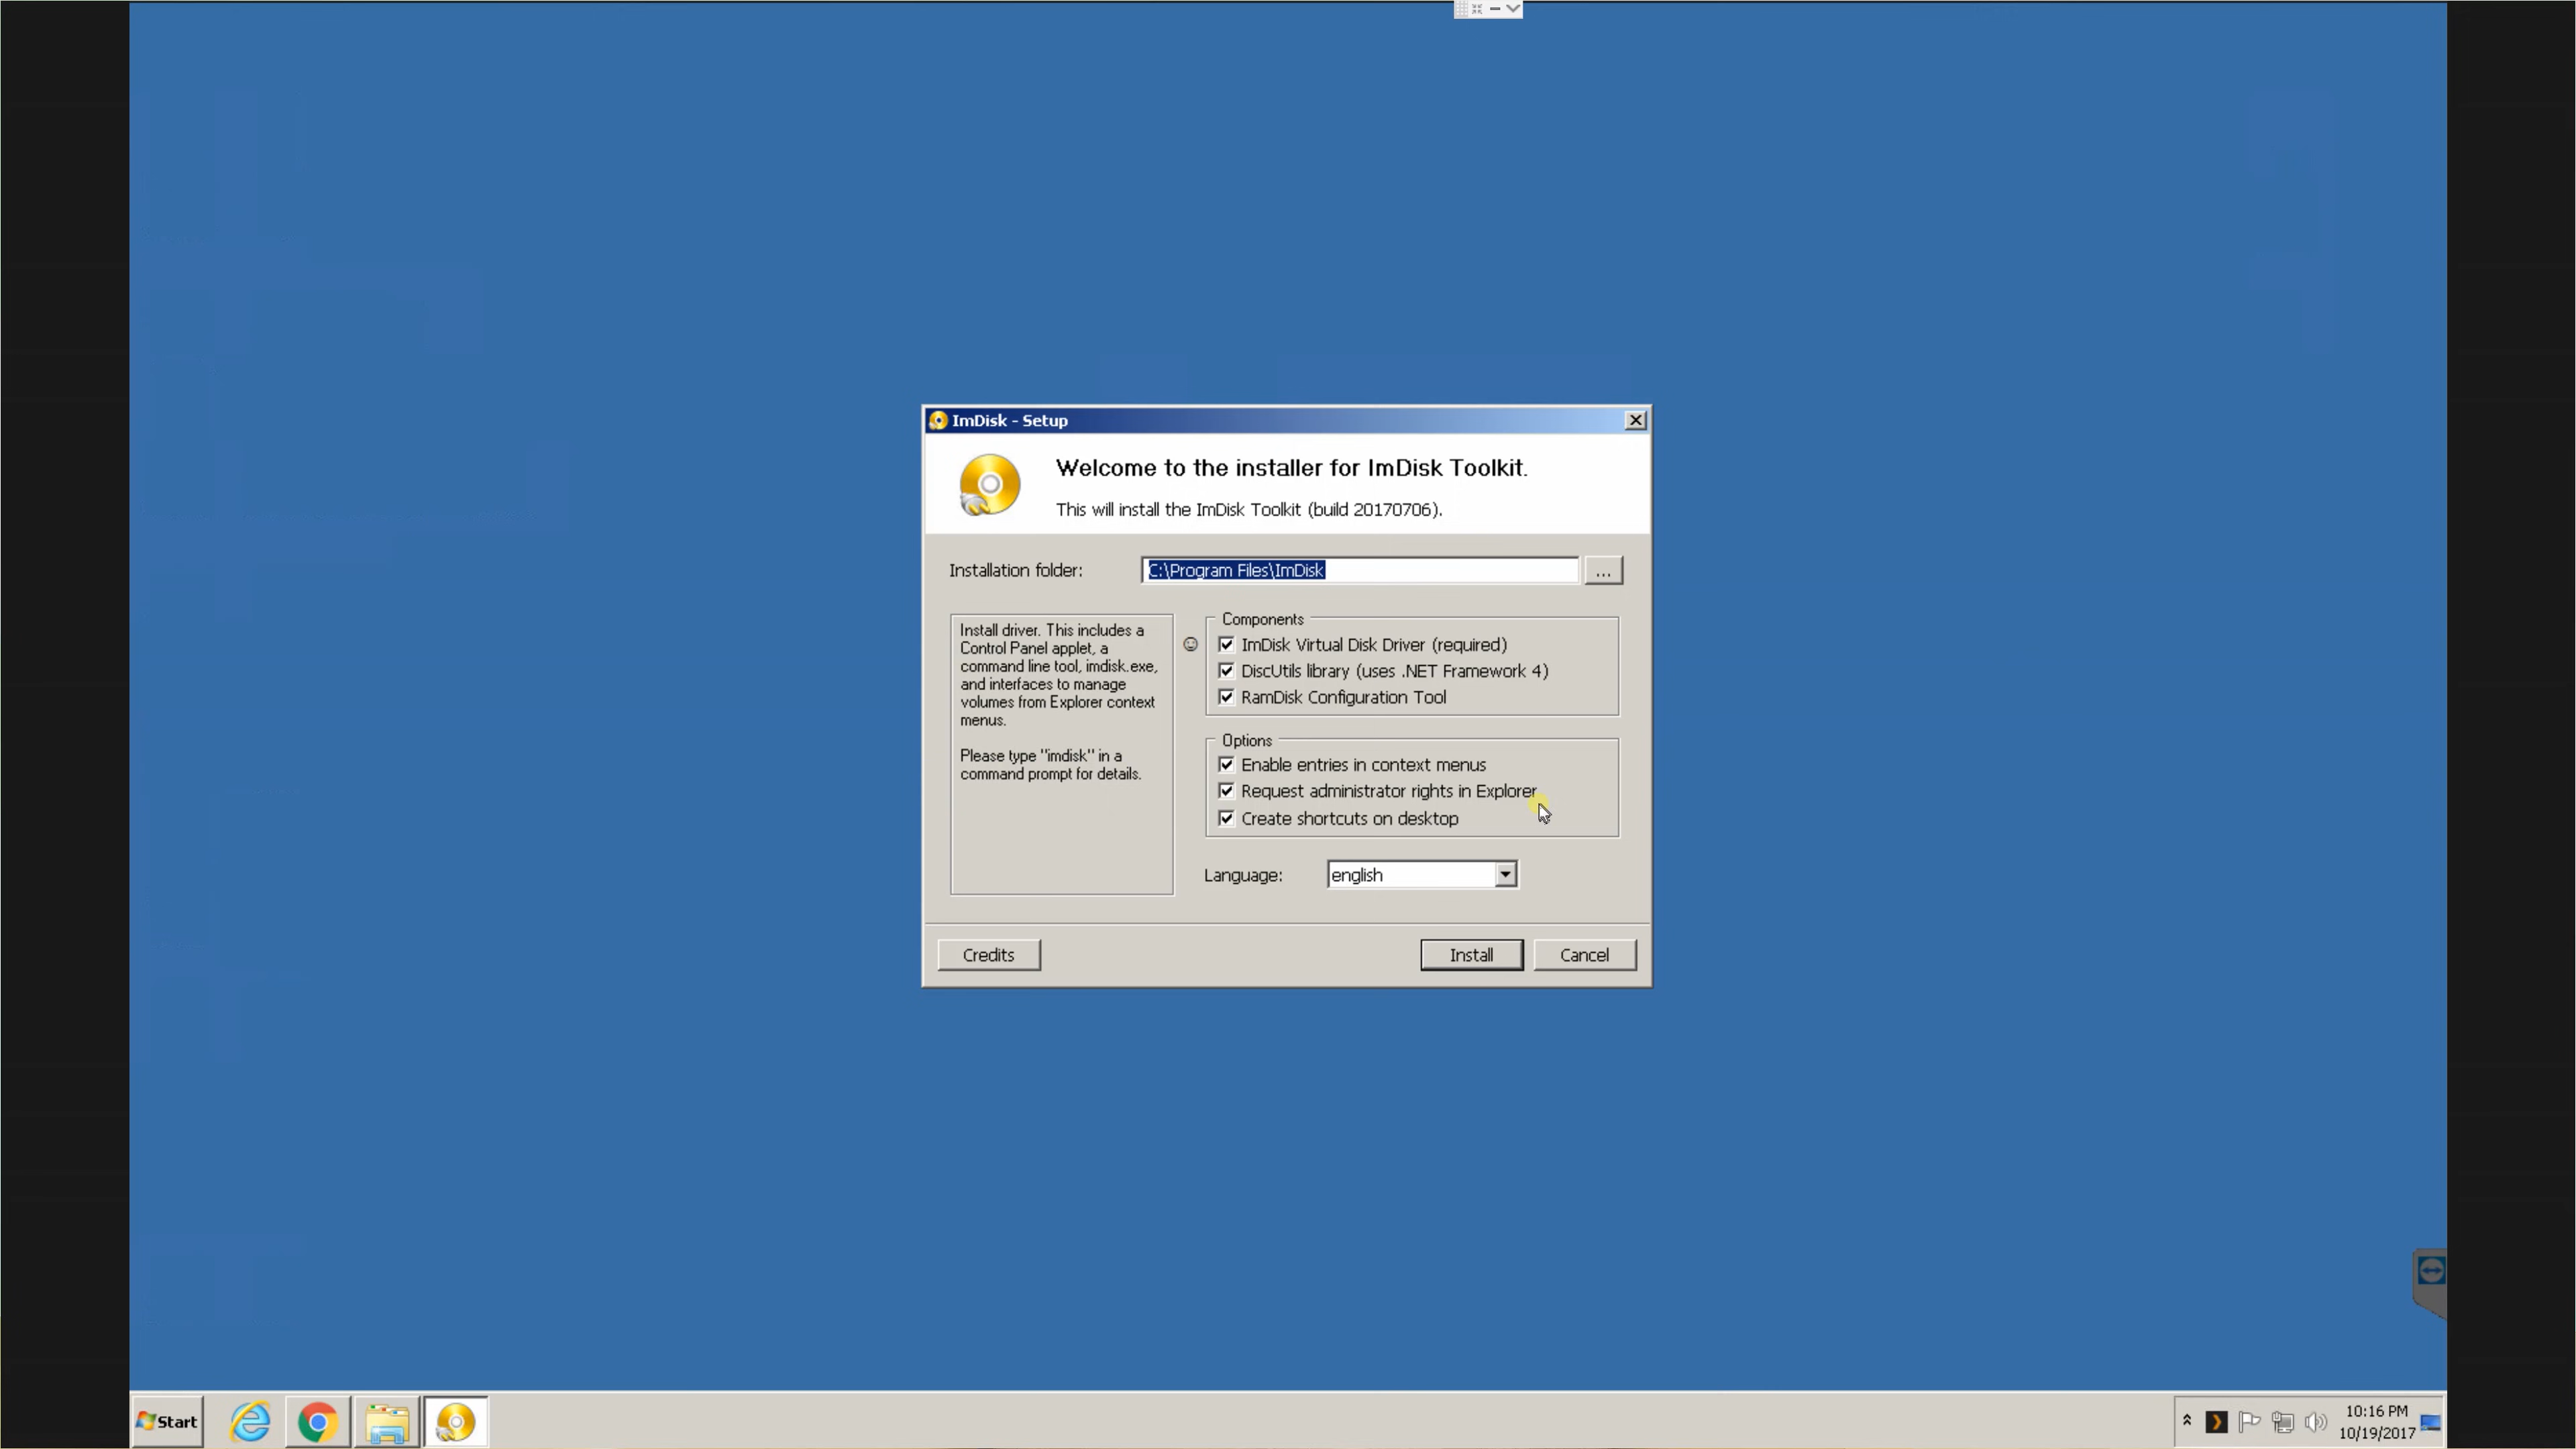 ImDisk - Setup
Welcome to the installer for ImDisk Toolkit.
This will install the ImDisk Toolkit (build 20170706).
Installation folder:
C:\Program Files\ImDisk
...
Install driver. This includes a
Control Panel applet, a
command line tool, imdisk.exe,
and interfaces to manage
volumes from Explorer context
menus.
Please type "imdisk" in a
command prompt for details.
Components
ImDisk Virtual Disk Driver (required)
DiscUtils library (uses .NET Framework 4)
RamDisk Configuration Tool
Options
Enable entries in context menus
Request administrator rights in Explorer
Create shortcuts on desktop
Language:
english
Credits
Install
Cancel
Start
10:16 PM
10/19/2017